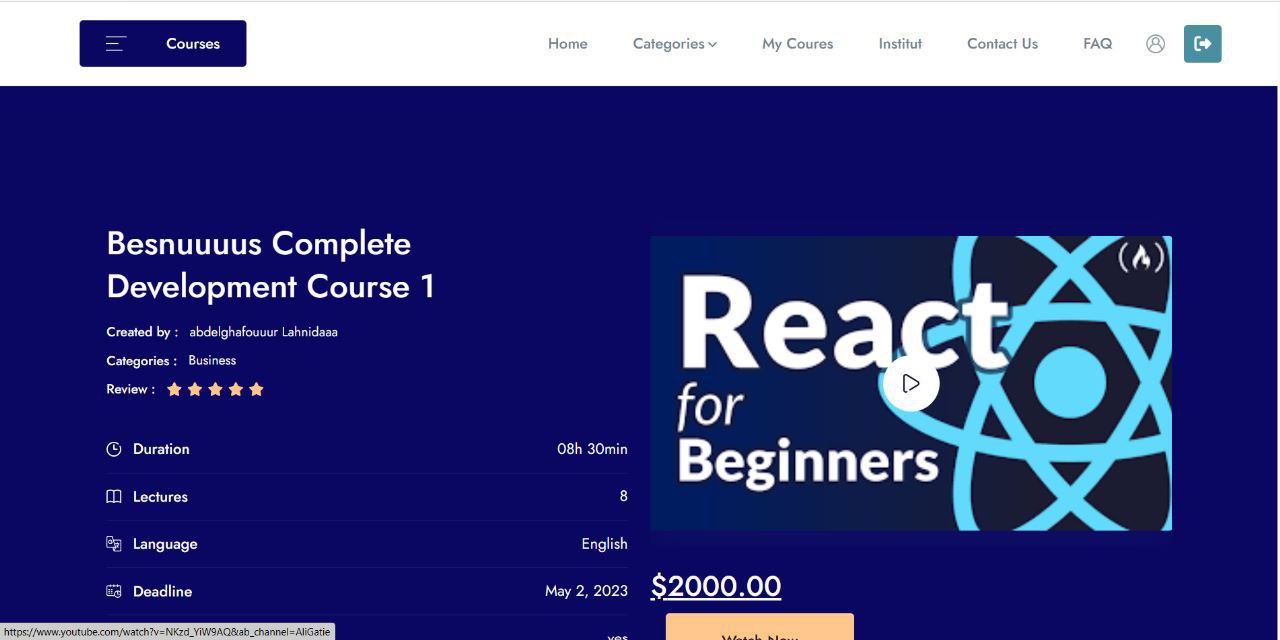 Courses
Home
Categories
My Coures
Institut
Contact Us
FAQ
Besnuuuus Complete
Development Course 1
Created by : abdelghafouuur Lahnidaaa
Categories : Business
Review :
Duration 08h 30min
Lectures 8
Language English
Deadline May 2, 2023
yes
React
for
Beginners
$2000.00
Watch Now
https://www.youtube.com/watch?v=NKzd_YiW9AQ&ab_channel=AliGatie